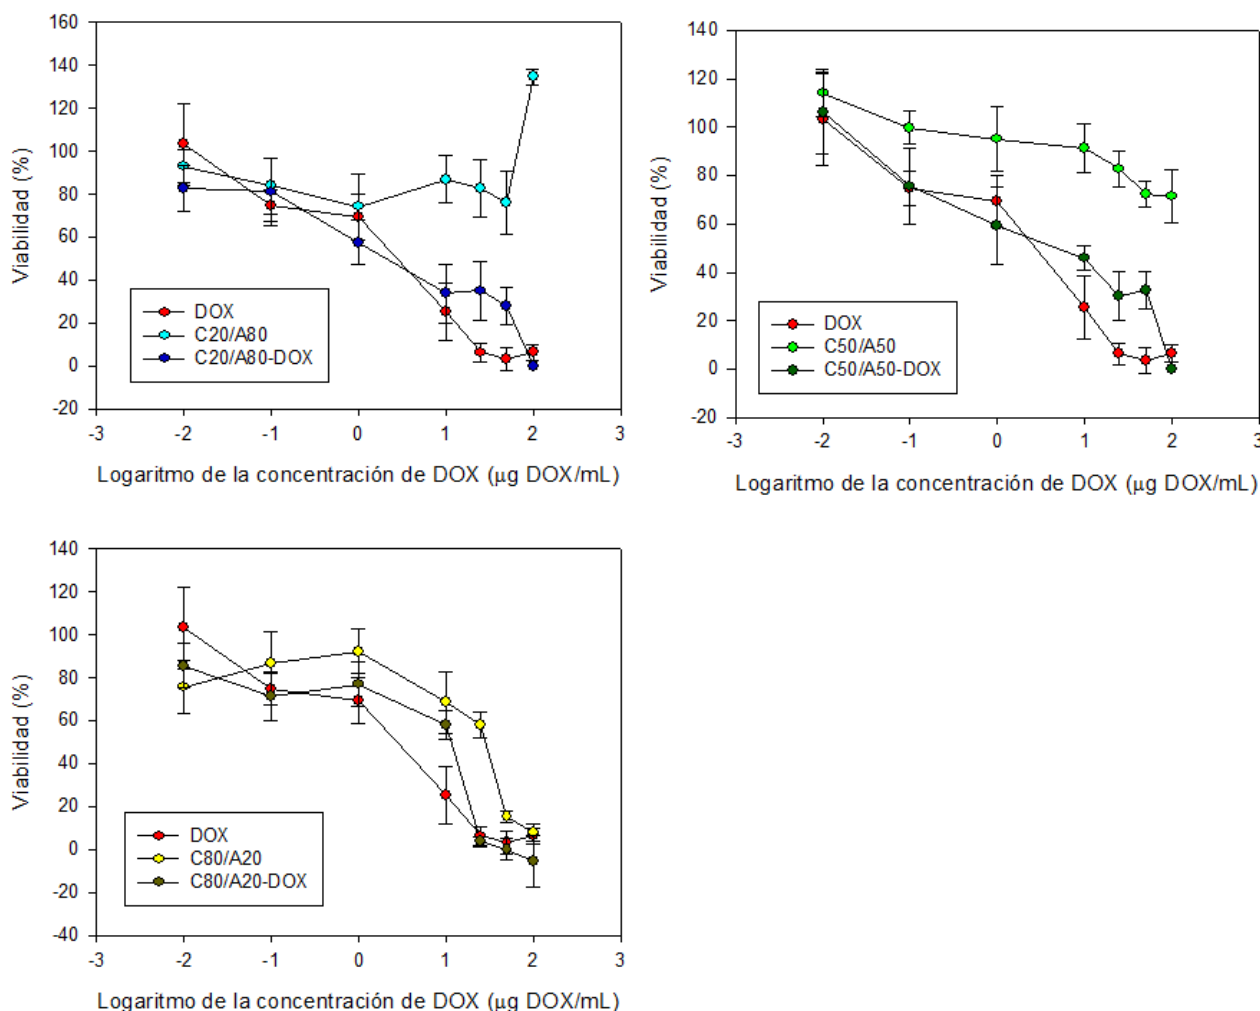 160
140
120
100
80
60
40
20
0
-20
Viabilidad (%)
DOX
C20/A80
C20/A80-DOX
-3 -2 -1 0 1 2 3
Logaritmo de la concentración de DOX (μg DOX/mL)
140
120
100
80
60
40
20
0
-20
Viabilidad (%)
DOX
C50/A50
C50/A50-DOX
-3 -2 -1 0 1 2 3
Logaritmo de la concentración de DOX (μg DOX/mL)
140
120
100
80
60
40
20
0
-20
-40
Viabilidad (%)
DOX
C80/A20
C80/A20-DOX
-3 -2 -1 0 1 2 3
Logaritmo de la concentración de DOX (μg DOX/mL)